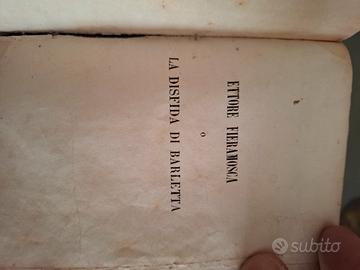 ETTORE FIERAMOSCA
O
LA DISFIDA DI BARLETTA
subito